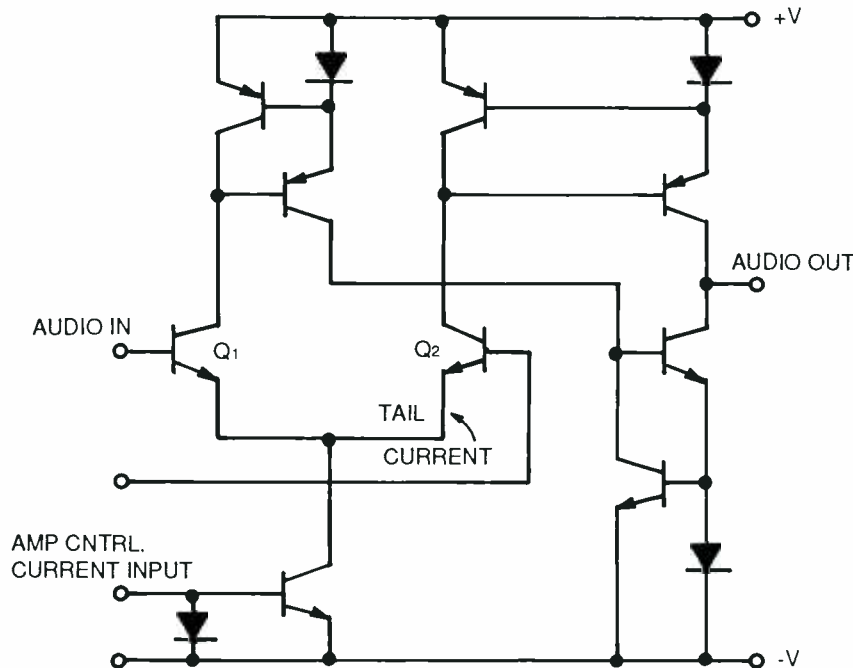 +V
AUDIO OUT
AUDIO IN
Q1
Q2
TAIL
CURRENT
AMP CNTRL.
CURRENT INPUT
-V